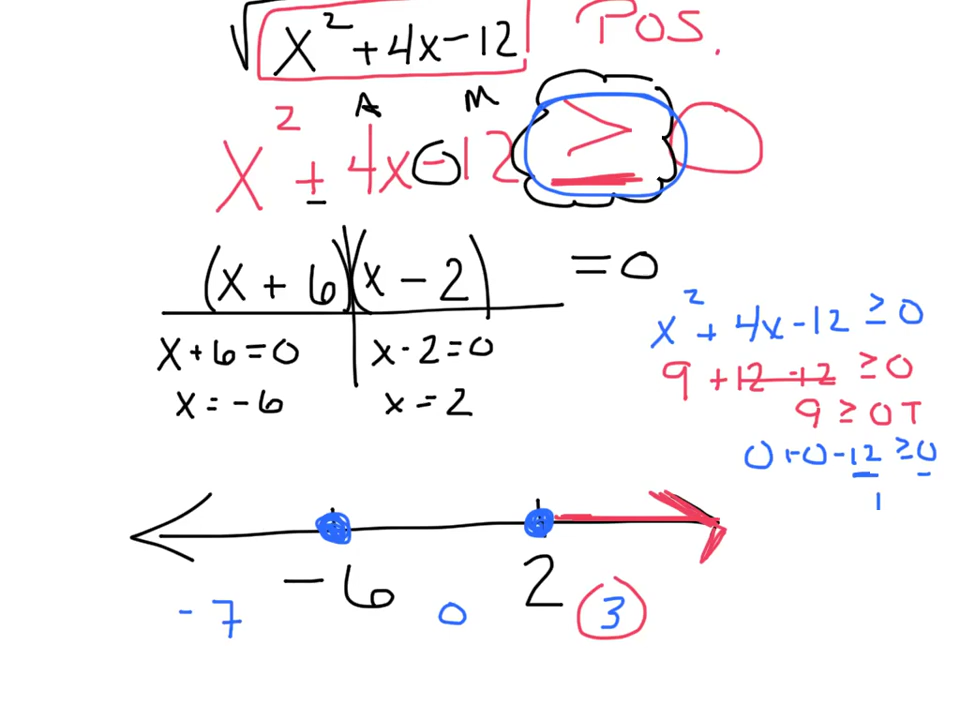 √x²+4x-12 POS.
A M
x² + 4x - 12 ≥ 0
(x + 6)(x - 2) = 0
x+6=0 x-2=0
x=-6 x=2
x² + 4x - 12 ≥ 0
9 + 12 - 12 ≥ 0
9 ≥ 0 T
0+0-12 ≥ 0
-6 2
-7 0 3